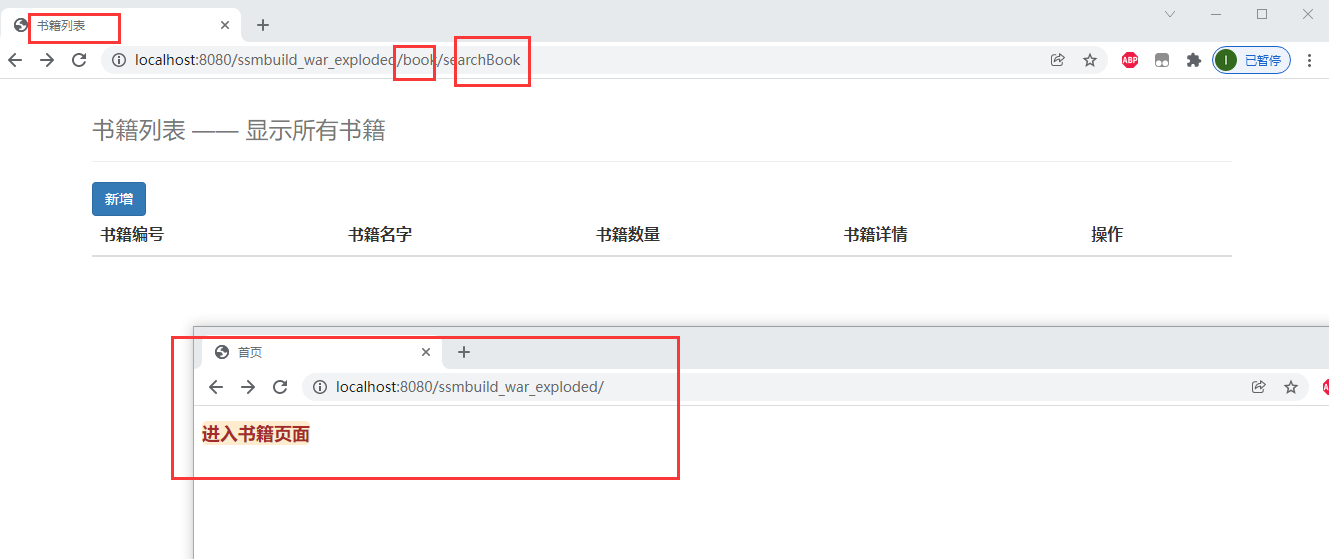 书籍列表
localhost:8080/ssmbuild_war_exploded/book/searchBook
ABP
I
已暂停
书籍列表 —— 显示所有书籍
新增
书籍编号 书籍名字 书籍数量 书籍详情 操作
首页
localhost:8080/ssmbuild_war_exploded/
进入书籍页面